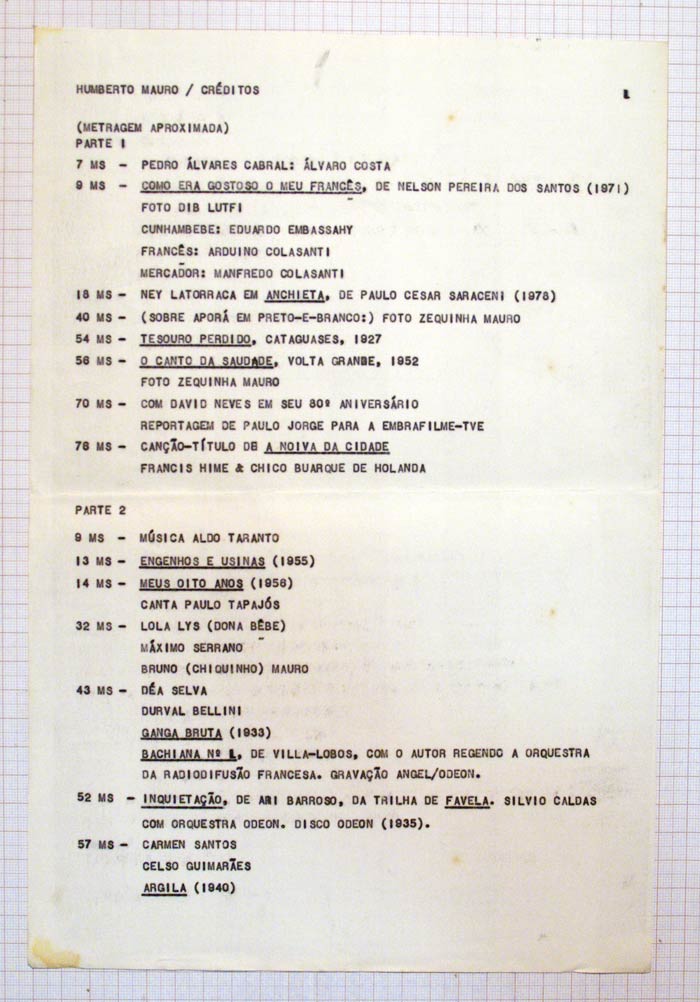 HUMBERTO MAURO / CRÉDITOS
1
(METRAGEM APROXIMADA)
PARTE 1
7 MS – PEDRO ÁLVARES CABRAL: ÁLVARO COSTA
9 MS – COMO ERA GOSTOSO O MEU FRANCÊS, DE NELSON PEREIRA DOS SANTOS (1971)
FOTO DIB LUTFI
CUNHAMBEBE: EDUARDO EMBASSAHY
FRANCÊS: ARDUINO COLASANTI
MERCADOR: MANFREDO COLASANTI
18 MS – NEY LATORRACA EM ANCHIETA, DE PAULO CESAR SARACENI (1978)
40 MS – (SOBRE APORÁ EM PRETO-E-BRANCO:) FOTO ZEQUINHA MAURO
54 MS – TESOURO PERDIDO, CATAGUASES, 1927
56 MS – O CANTO DA SAUDADE, VOLTA GRANDE, 1952
FOTO ZEQUINHA MAURO
70 MS – COM DAVID NEVES EM SEU 80º ANIVERSÁRIO
REPORTAGEM DE PAULO JORGE PARA A EMBRAFILME-TVE
76 MS – CANÇÃO-TÍTULO DE A NOIVA DA CIDADE
FRANCIS HIME & CHICO BUARQUE DE HOLANDA
PARTE 2
9 MS – MÚSICA ALDO TARANTO
13 MS – ENGENHOS E USINAS (1955)
14 MS – MEUS OITO ANOS (1956)
CANTA PAULO TAPAJÓS
32 MS – LOLA LYS (DONA BÊBE)
MÁXIMO SERRANO
BRUNO (CHIQUINHO) MAURO
43 MS – DÉA SELVA
DURVAL BELLINI
GANGA BRUTA (1933)
BACHIANA Nº 1, DE VILLA-LOBOS, COM O AUTOR REGENDO A ORQUESTRA
DA RADIODIFUSÃO FRANCESA. GRAVAÇÃO ANGEL/ODEON.
52 MS – INQUIETAÇÃO, DE ARI BARROSO, DA TRILHA DE FAVELA. SILVIO CALDAS
COM ORQUESTRA ODEON. DISCO ODEON (1935).
57 MS – CARMEN SANTOS
CELSO GUIMARÃES
ARGILA (1940)